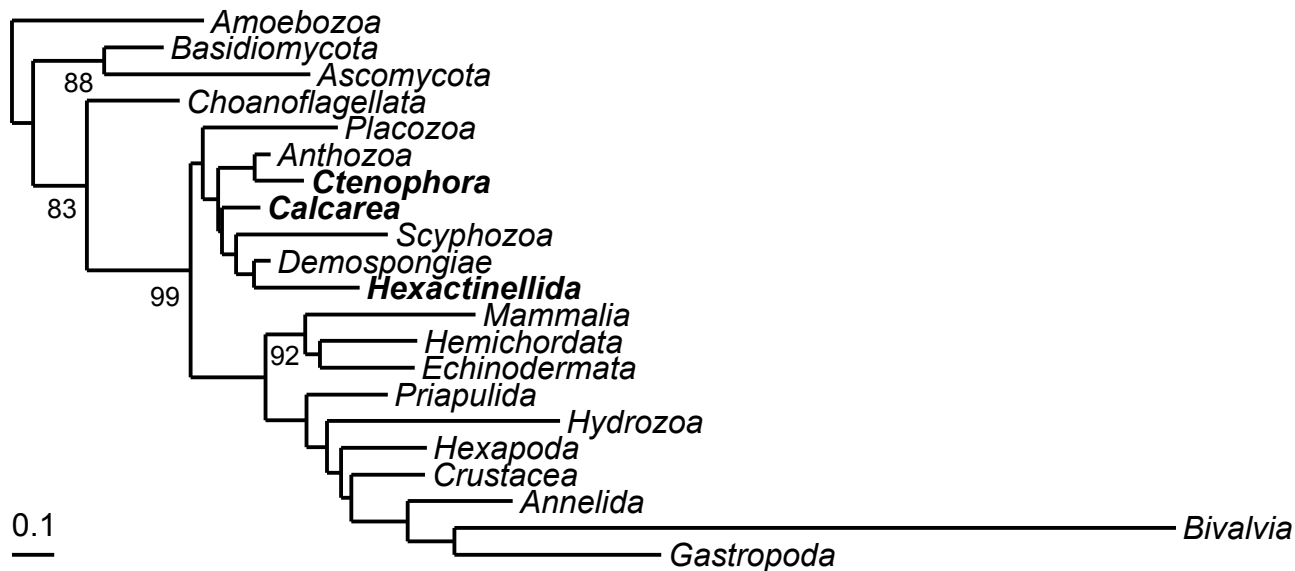 Amoebozoa
Basidiomycota
88
Ascomycota
Choanoflagellata
Placozoa
Anthozoa
Ctenophora
83
Calcarea
Scyphozoa
Demospongiae
99
Hexactinellida
Mammalia
Hemichordata
92
Echinodermata
Priapulida
Hydrozoa
Hexapoda
Crustacea
Annelida
0.1
Bivalvia
Gastropoda